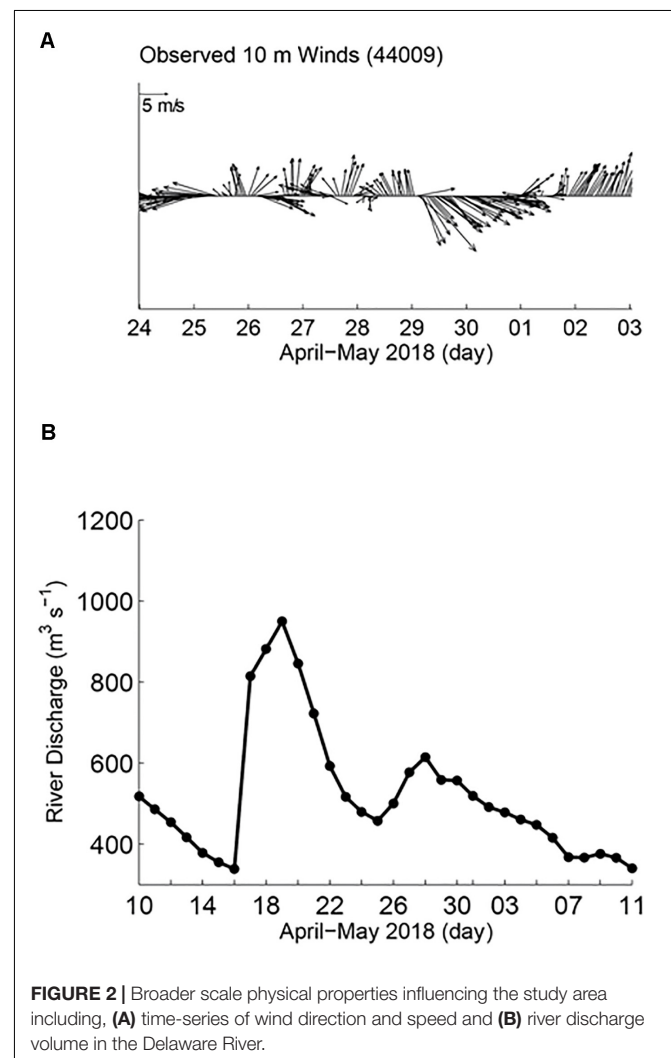 A
Observed 10 m Winds (44009)
5 m/s
24 25 26 27 28 29 30 01 02 03
April−May 2018 (day)
B
1200
1000
800
600
400
River Discharge (m³ s⁻¹)
10 14 18 22 26 30 03 07 11
April−May 2018 (day)
FIGURE 2 | Broader scale physical properties influencing the study area
including, (A) time-series of wind direction and speed and (B) river discharge
volume in the Delaware River.